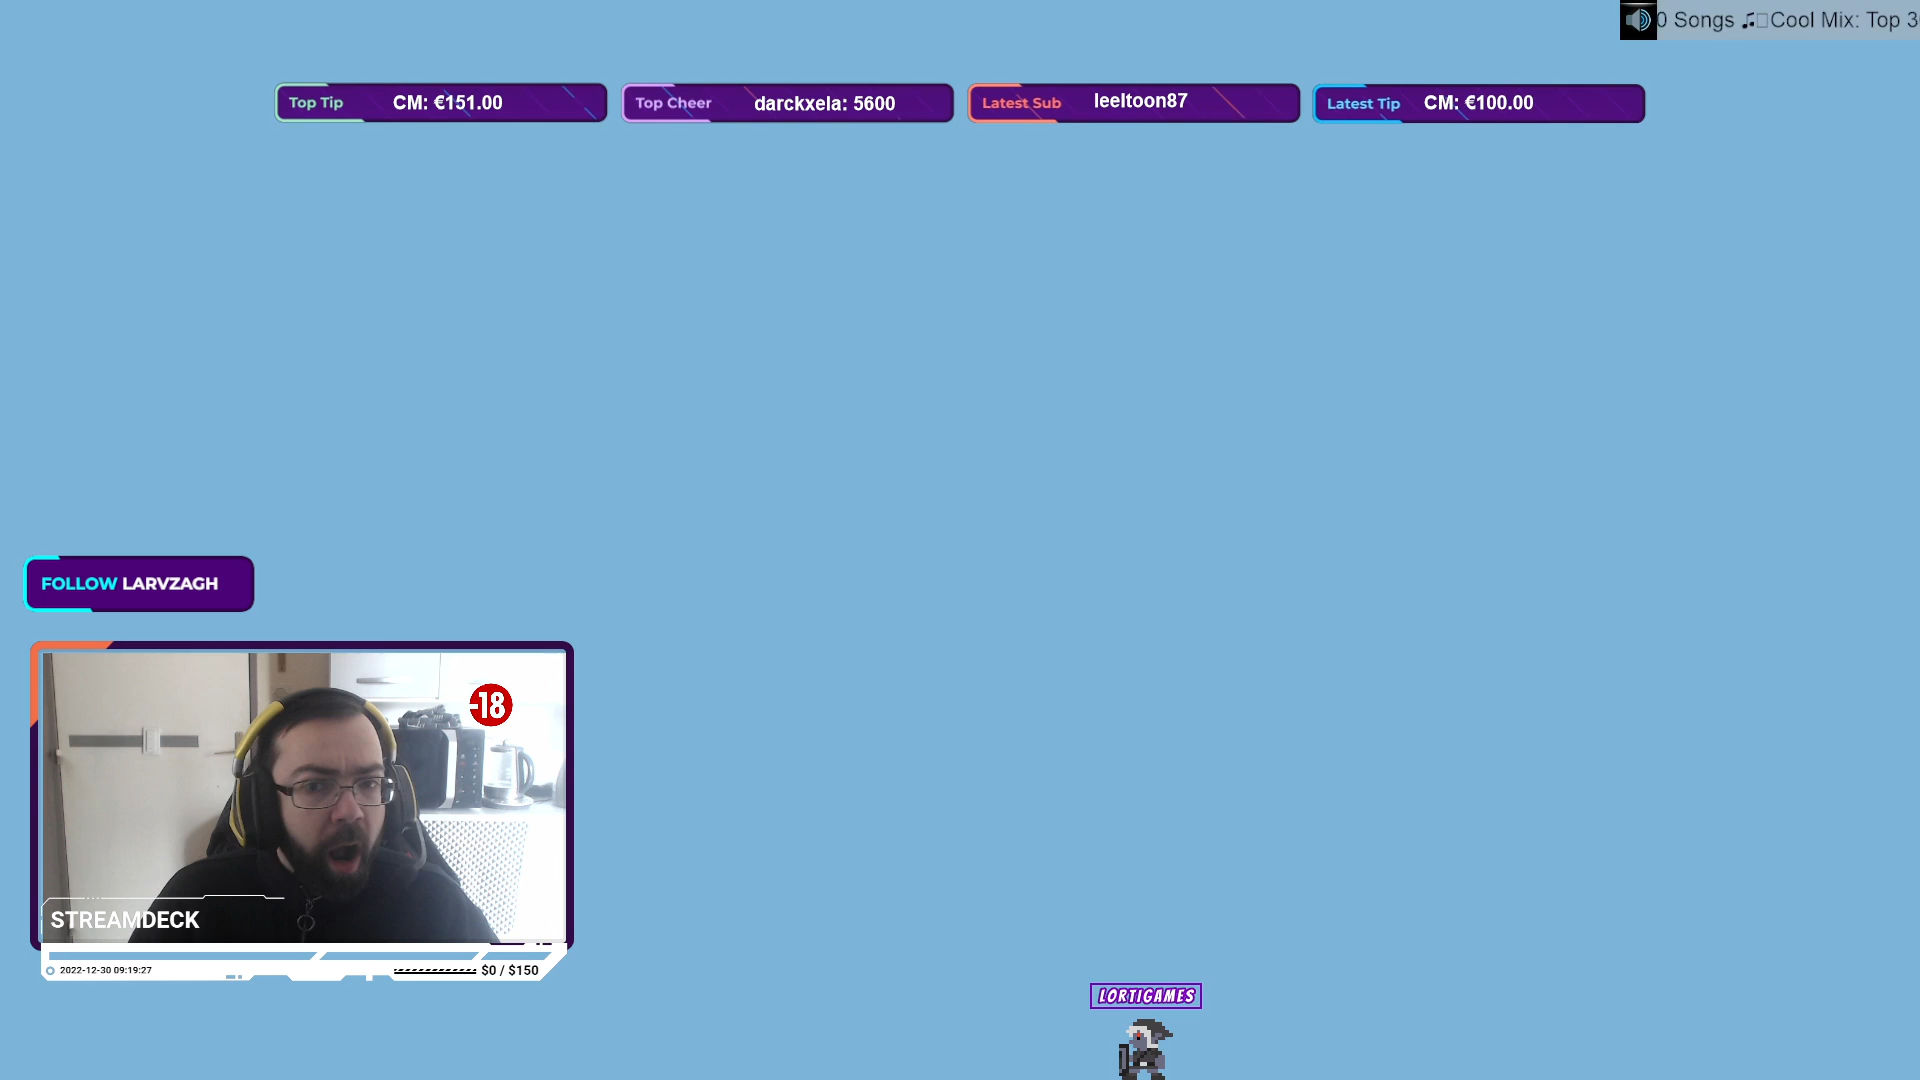 0 Songs ♫ Cool Mix: Top 3
Top Tip CM: €151.00
Top Cheer darckxela: 5600
Latest Sub leeltoon87
Latest Tip CM: €100.00
FOLLOW LARVZAGH
-18
STREAMDECK
2022-12-30 09:19:27
$0 / $150
LORTIGAMES